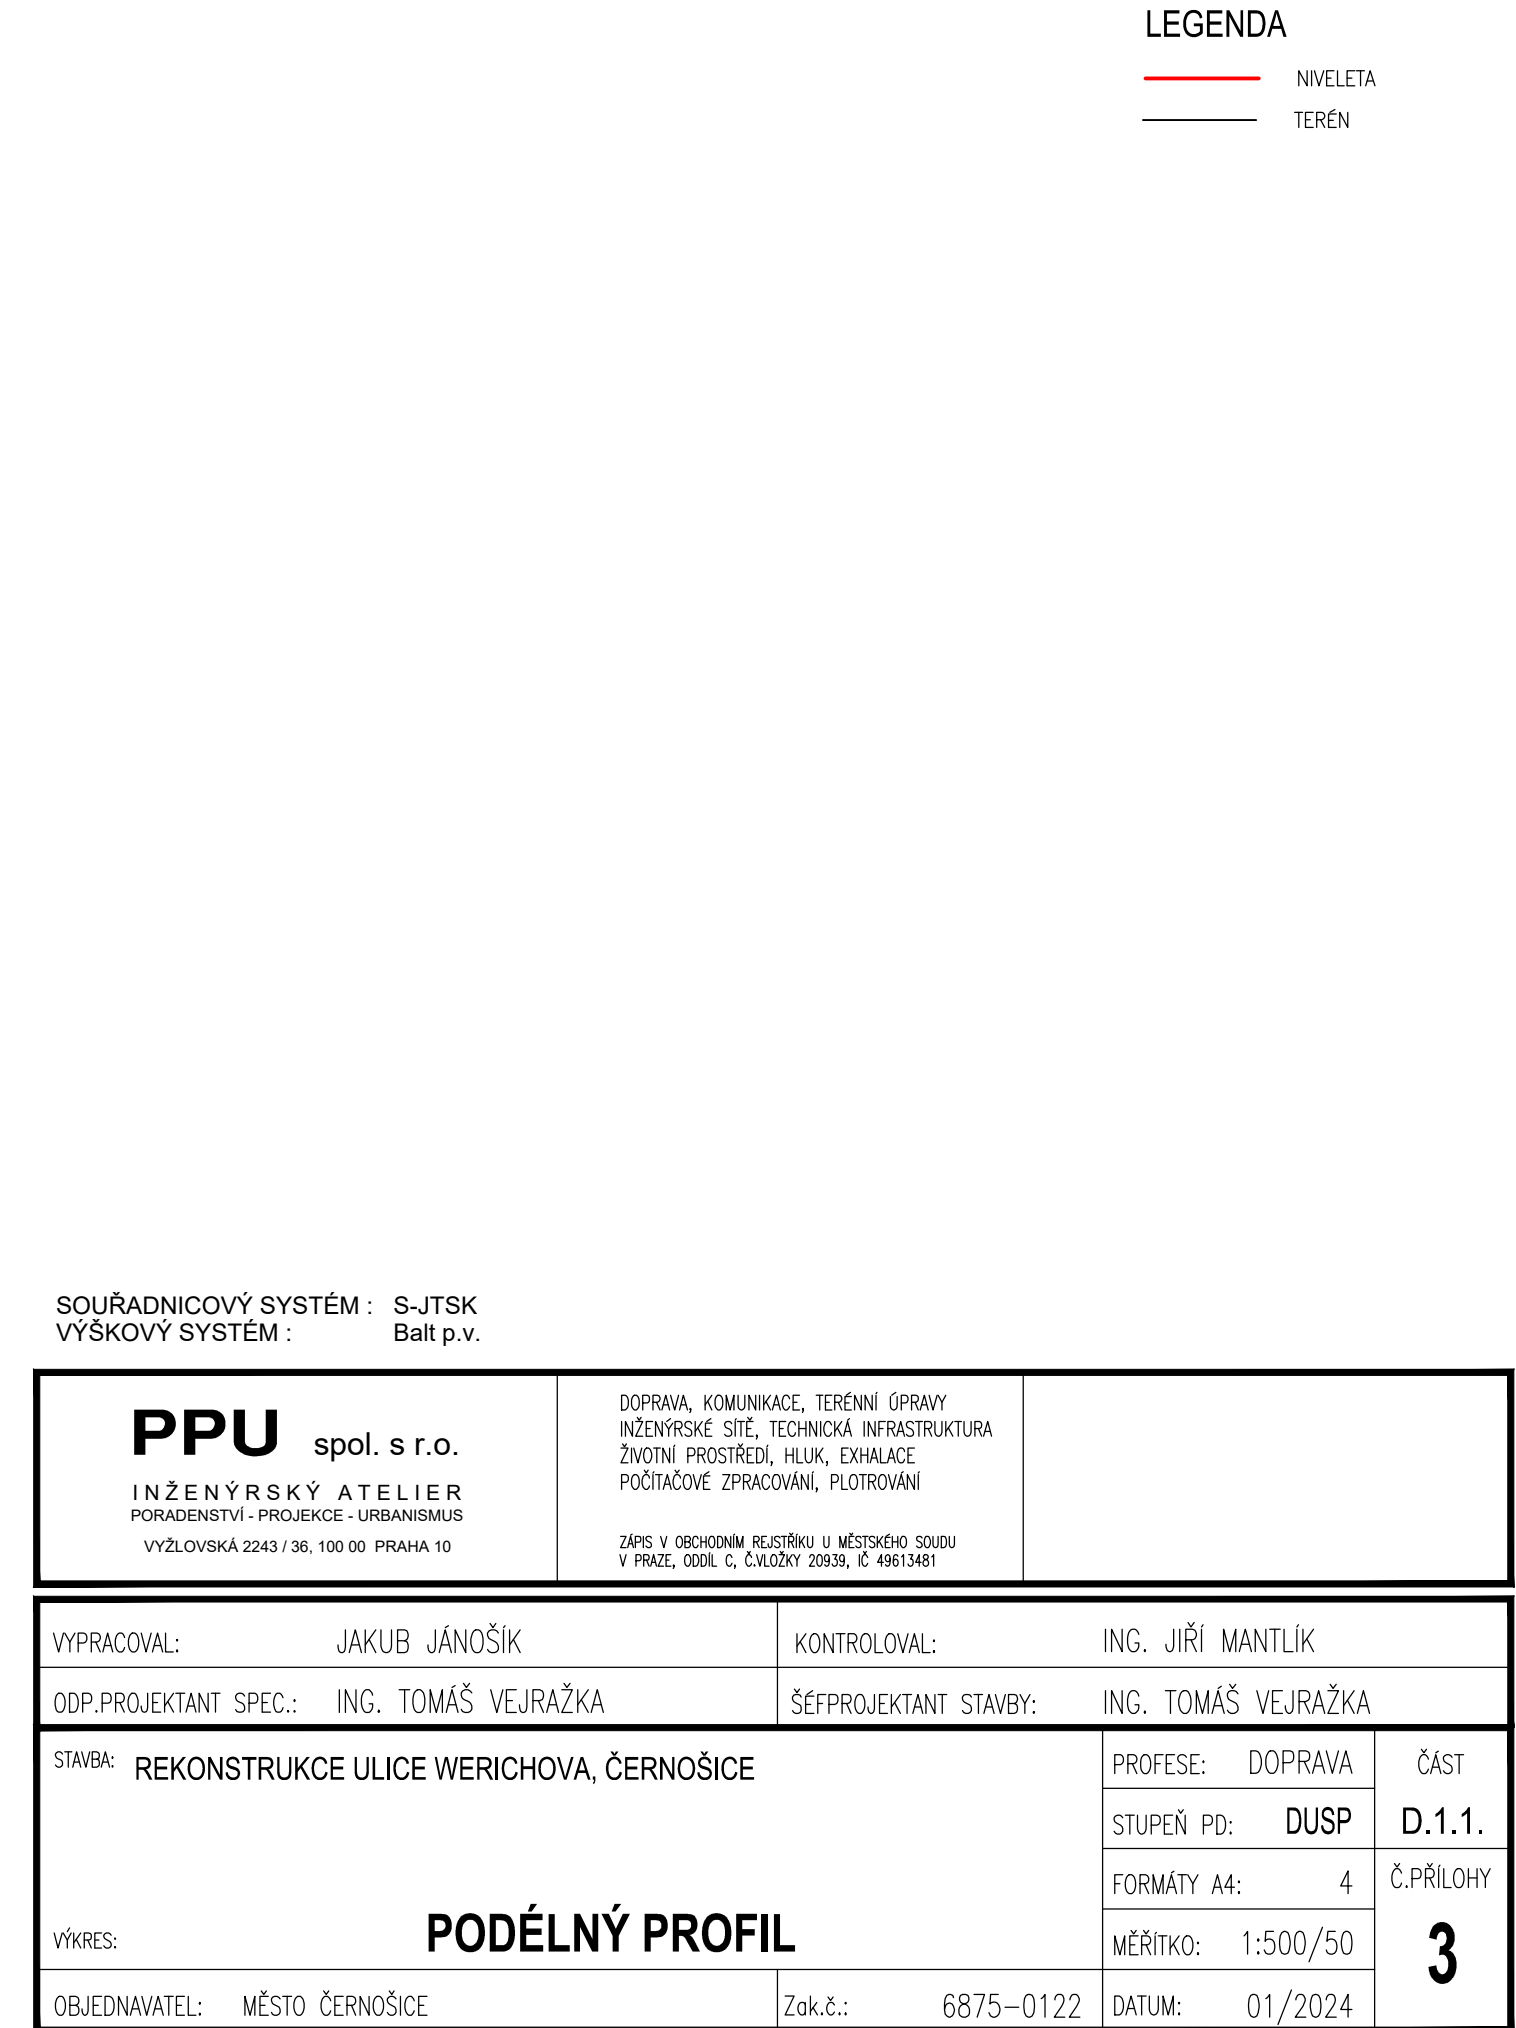 LEGENDA
NIVELETA
TERÉN
SOUŘADNICOVÝ SYSTÉM : S-JTSK
VÝŠKOVÝ SYSTÉM : Balt p.v.
PPU spol. s r.o.
INŽENÝRSKÝ ATELIER
PORADENSTVÍ - PROJEKCE - URBANISMUS
VYŽLOVSKÁ 2243 / 36, 100 00 PRAHA 10
DOPRAVA, KOMUNIKACE, TERÉNNÍ ÚPRAVY
INŽENÝRSKÉ SÍTĚ, TECHNICKÁ INFRASTRUKTURA
ŽIVOTNÍ PROSTŘEDÍ, HLUK, EXHALACE
POČÍTAČOVÉ ZPRACOVÁNÍ, PLOTROVÁNÍ
ZÁPIS V OBCHODNÍM REJSTŘÍKU U MĚSTSKÉHO SOUDU
V PRAZE, ODDÍL C, Č.VLOŽKY 20939, IČ 49613481
VYPRACOVAL: JAKUB JÁNOŠÍK
KONTROLOVAL: ING. JIŘÍ MANTLÍK
ODP.PROJEKTANT SPEC.: ING. TOMÁŠ VEJRAŽKA
ŠÉFPROJEKTANT STAVBY: ING. TOMÁŠ VEJRAŽKA
STAVBA: REKONSTRUKCE ULICE WERICHOVA, ČERNOŠICE
VÝKRES: PODÉLNÝ PROFIL
PROFESE: DOPRAVA
STUPEŇ PD: DUSP
FORMÁTY A4: 4
MĚŘÍTKO: 1:500/50
ČÁST
D.1.1.
Č.PŘÍLOHY
3
OBJEDNAVATEL: MĚSTO ČERNOŠICE
Zak.č.: 6875-0122
DATUM: 01/2024